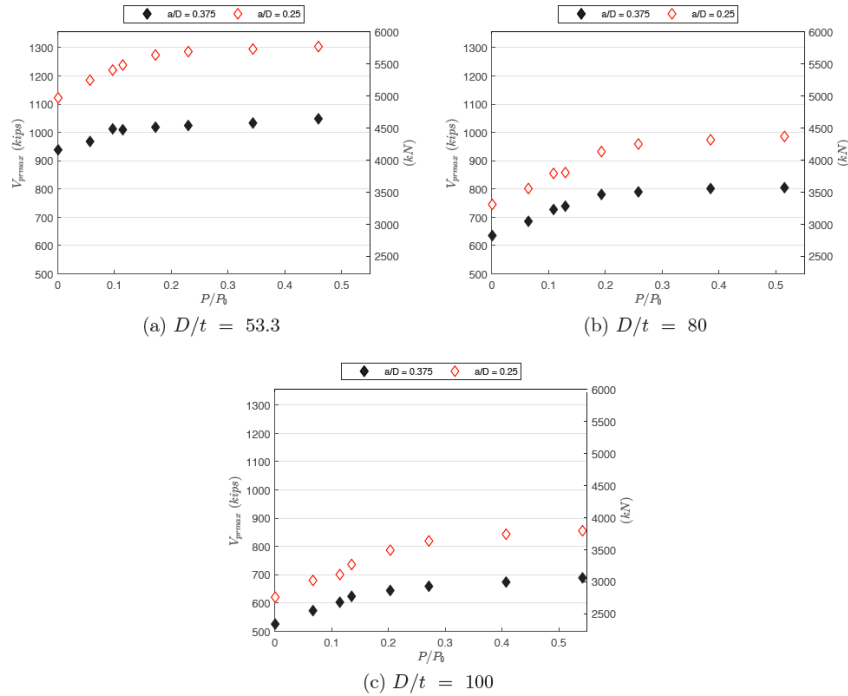 a/D = 0.375 a/D = 0.25
1300
1200
1100
1000
900
800
700
600
500
6000
5500
5000
4500
4000
3500
3000
2500
V_prmax (kips)
(kN)
0 0.1 0.2 0.3 0.4 0.5
P/P_0
(a) D/t = 53.3
a/D = 0.375 a/D = 0.25
1300
1200
1100
1000
900
800
700
600
500
6000
5500
5000
4500
4000
3500
3000
2500
V_prmax (kips)
(kN)
0 0.1 0.2 0.3 0.4 0.5
P/P_0
(b) D/t = 80
a/D = 0.375 a/D = 0.25
1300
1200
1100
1000
900
800
700
600
500
6000
5500
5000
4500
4000
3500
3000
2500
V_prmax (kips)
(kN)
0 0.1 0.2 0.3 0.4 0.5
P/P_0
(c) D/t = 100